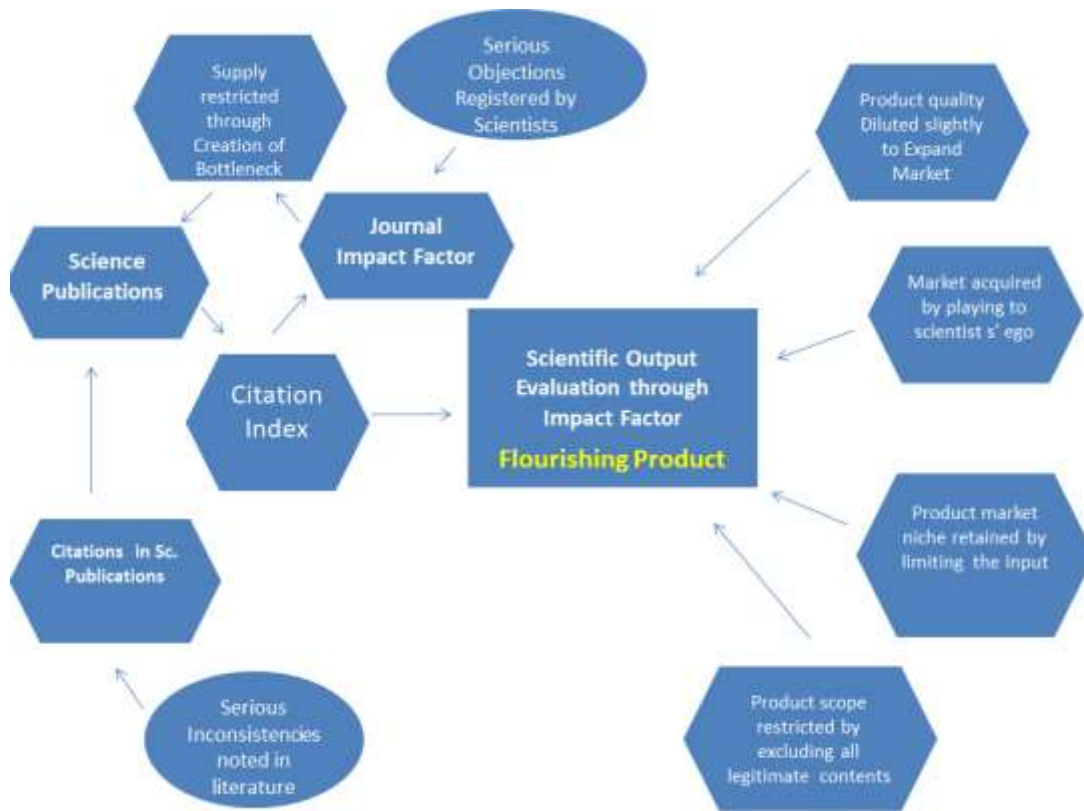 Supply
restricted
through
Creation of
Bottleneck
Serious
Objections
Registered by
Scientists
Product quality
Diluted slightly
to Expand
Market
Science
Publications
Journal
Impact Factor
Market acquired
by playing to
scientist s’ ego
Citation
Index
Scientific Output
Evaluation through
Impact Factor
Flourishing Product
Product market
niche retained by
limiting the input
Citations in Sc.
Publications
Serious
Inconsistencies
noted in
literature
Product scope
restricted by
excluding all
legitimate contents